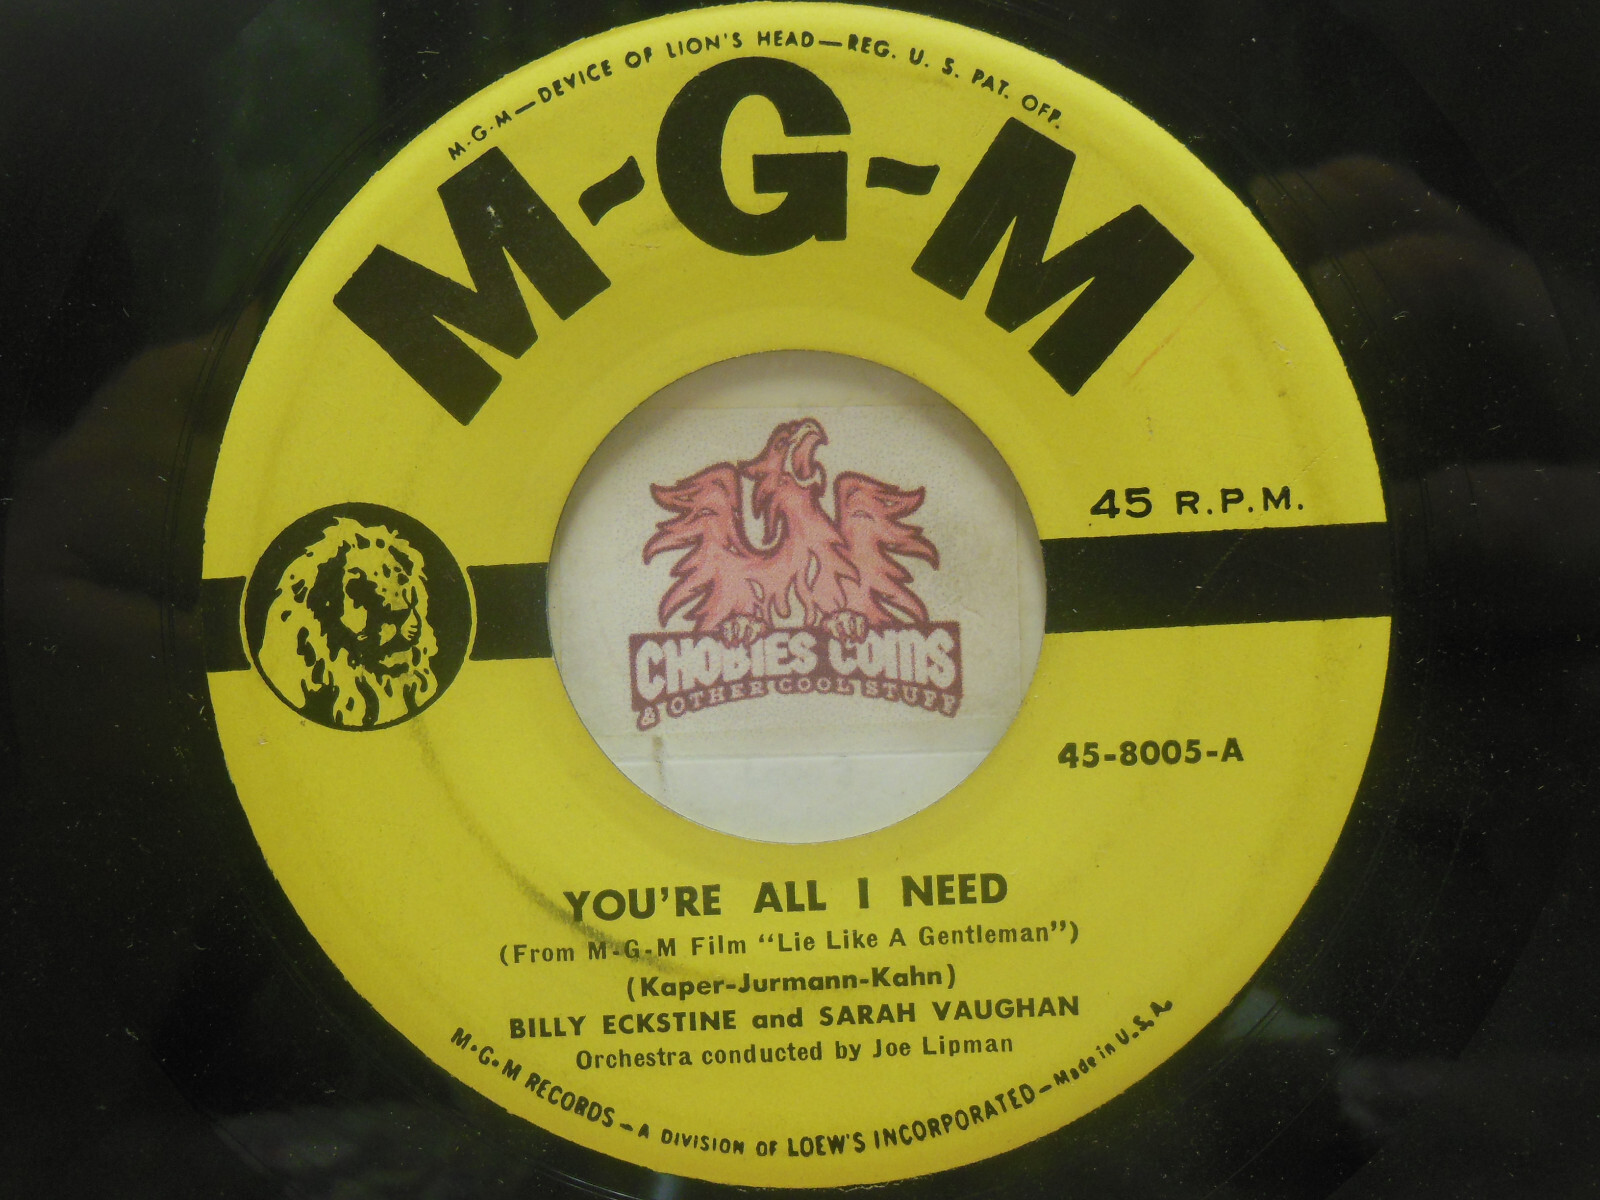 M-G-M—DEVICE OF LION'S HEAD—REG. U. S. PAT. OFF.
M-G-M
45 R.P.M.
CHOBIES COINS
& OTHER COOL STUFF
45-8005-A
YOU'RE ALL I NEED
(From M-G-M Film "Lie Like A Gentleman")
(Kaper-Jurmann-Kahn)
BILLY ECKSTINE and SARAH VAUGHAN
Orchestra conducted by Joe Lipman
M-G-M RECORDS—A DIVISION OF LOEW'S INCORPORATED—Made in U.S.A.